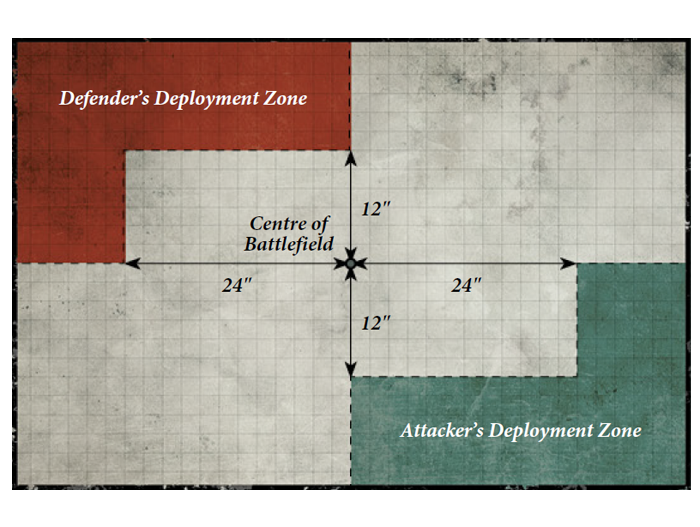 Defender’s Deployment Zone
12"
Centre of
Battlefield
24"
24"
12"
Attacker’s Deployment Zone